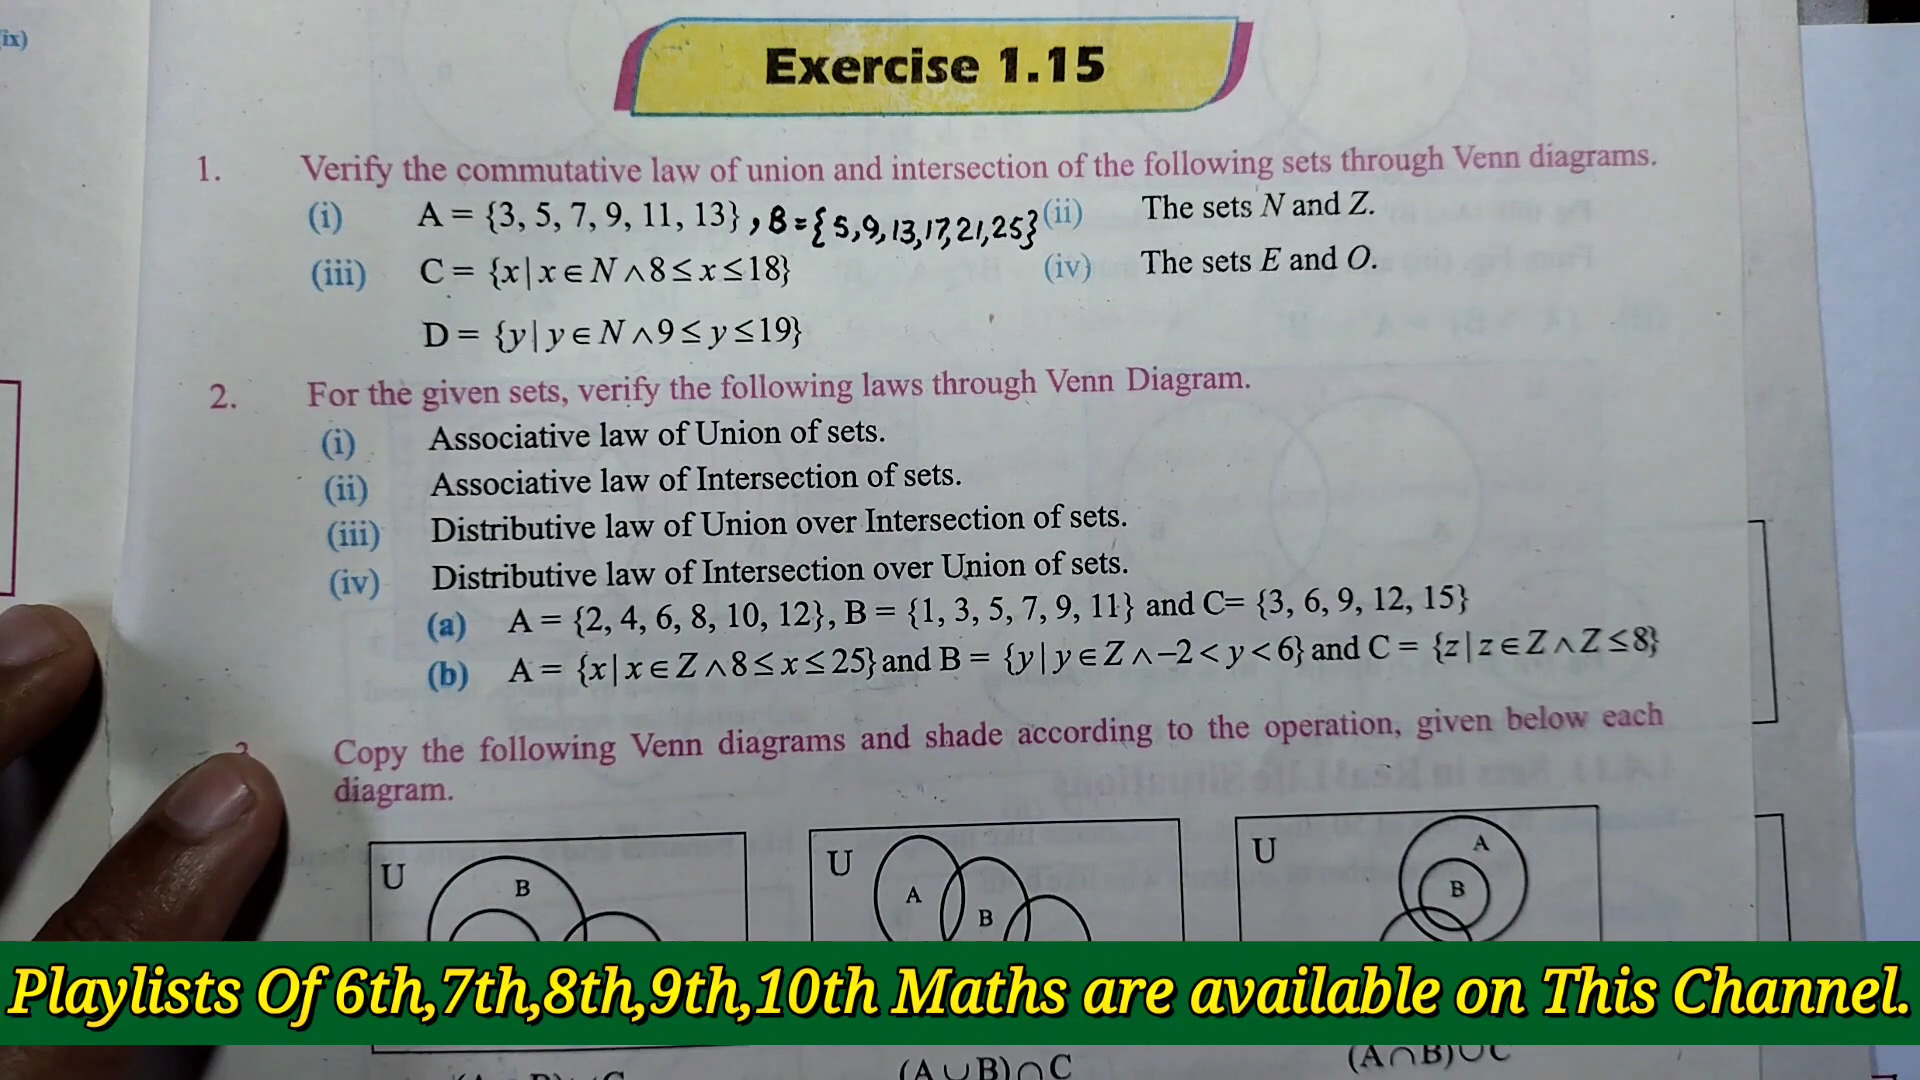 ix)
Exercise 1.15
1. Verify the commutative law of union and intersection of the following sets through Venn diagrams.
(i) A = {3, 5, 7, 9, 11, 13} , B = {5,9,13,17,21,25} (ii) The sets N and Z.
(iii) C = {x|x∈N∧8≤x≤18} (iv) The sets E and O.
D = {y|y∈N∧9≤y≤19}
2. For the given sets, verify the following laws through Venn Diagram.
(i) Associative law of Union of sets.
(ii) Associative law of Intersection of sets.
(iii) Distributive law of Union over Intersection of sets.
(iv) Distributive law of Intersection over Union of sets.
(a) A = {2, 4, 6, 8, 10, 12}, B = {1, 3, 5, 7, 9, 11} and C= {3, 6, 9, 12, 15}
(b) A = {x|x∈Z∧8≤x≤25} and B = {y|y∈Z∧−2<y<6} and C = {z|z∈Z∧Z≤8}
Copy the following Venn diagrams and shade according to the operation, given below each
diagram.
U B
U A B
U A B
Playlists Of 6th,7th,8th,9th,10th Maths are available on This Channel.
(A∪B)∩C
(A∩B)∪C